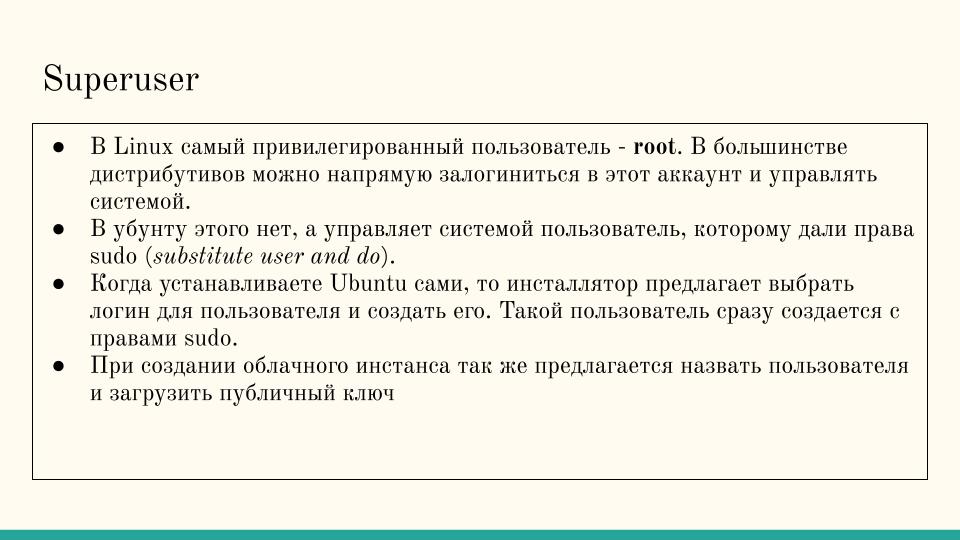 Superuser
● В Linux самый привилегированный пользователь - root. В большинстве
дистрибутивов можно напрямую залогиниться в этот аккаунт и управлять
системой.
● В убунту этого нет, а управляет системой пользователь, которому дали права
sudo (substitute user and do).
● Когда устанавливаете Ubuntu сами, то инсталлятор предлагает выбрать
логин для пользователя и создать его. Такой пользователь сразу создается с
правами sudo.
● При создании облачного инстанса так же предлагается назвать пользователя
и загрузить публичный ключ